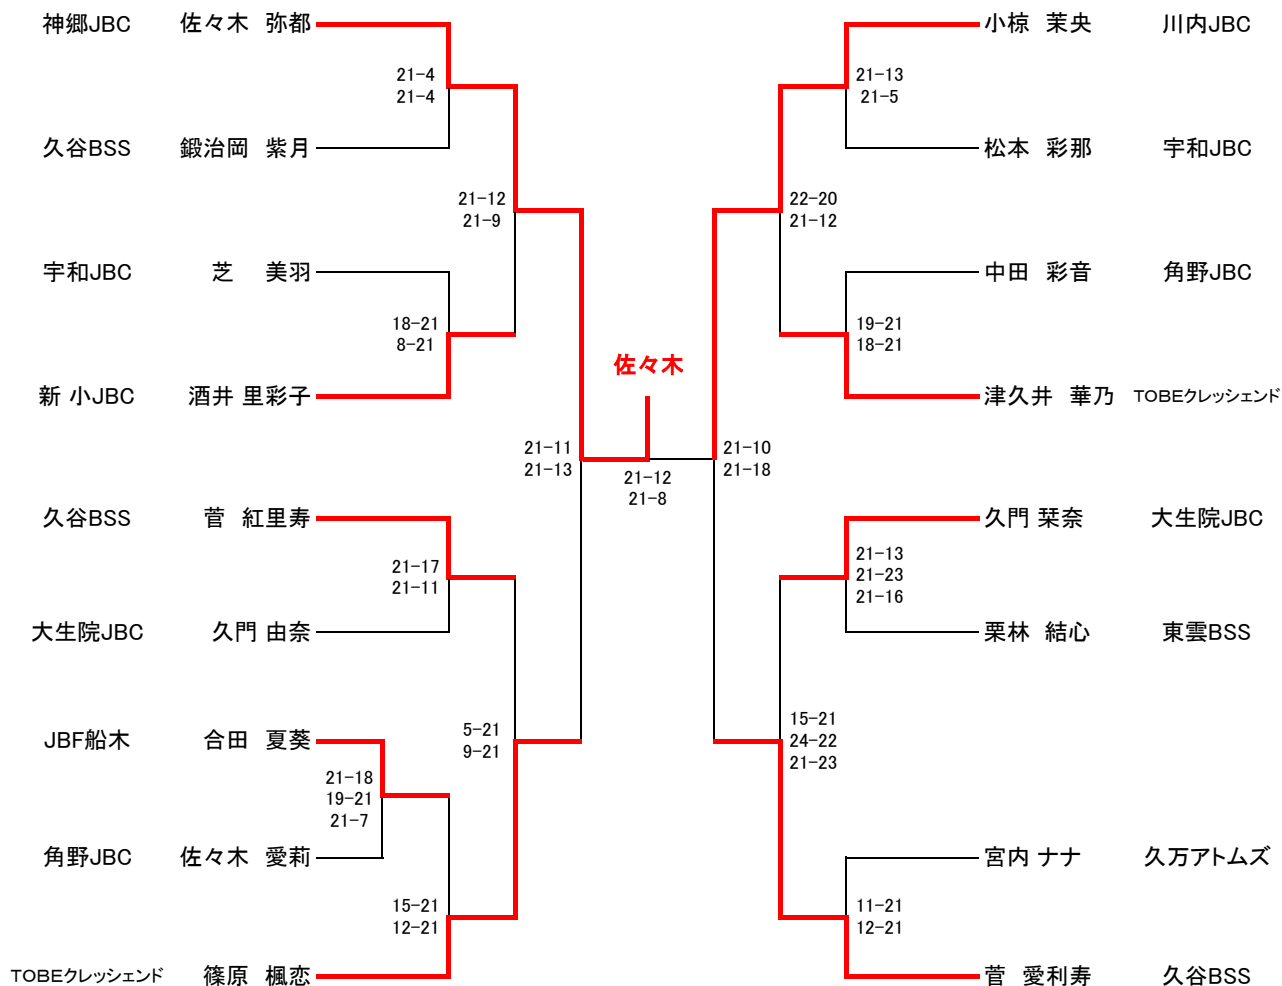 神郷JBC 佐々木 弥都
21-4
21-4
久谷BSS 鍛治岡 紫月
21-12
21-9
宇和JBC 芝 美羽
18-21
8-21
新 小JBC 酒井 里彩子
21-11
21-13
久谷BSS 菅 紅里寿
21-17
21-11
大生院JBC 久門 由奈
5-21
9-21
JBF船木 合田 夏葵
21-18
19-21
21-7
角野JBC 佐々木 愛莉
15-21
12-21
TOBEクレッシェンド 篠原 楓恋
佐々木
21-12
21-8
小椋 茉央 川内JBC
21-13
21-5
松本 彩那 宇和JBC
22-20
21-12
中田 彩音 角野JBC
19-21
18-21
津久井 華乃 TOBEクレッシェンド
21-10
21-18
久門 栞奈 大生院JBC
21-13
21-23
21-16
栗林 結心 東雲BSS
15-21
24-22
21-23
宮内 ナナ 久万アトムズ
11-21
12-21
菅 愛利寿 久谷BSS